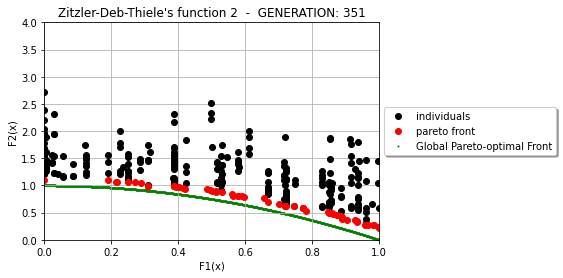 Zitzler-Deb-Thiele's function 2 - GENERATION: 351
4.0
3.5
3.0
2.5
2.0
1.5
1.0
0.5
0.0
F2(x)
0.0 0.2 0.4 0.6 0.8 1.0
F1(x)
individuals
pareto front
Global Pareto-optimal Front